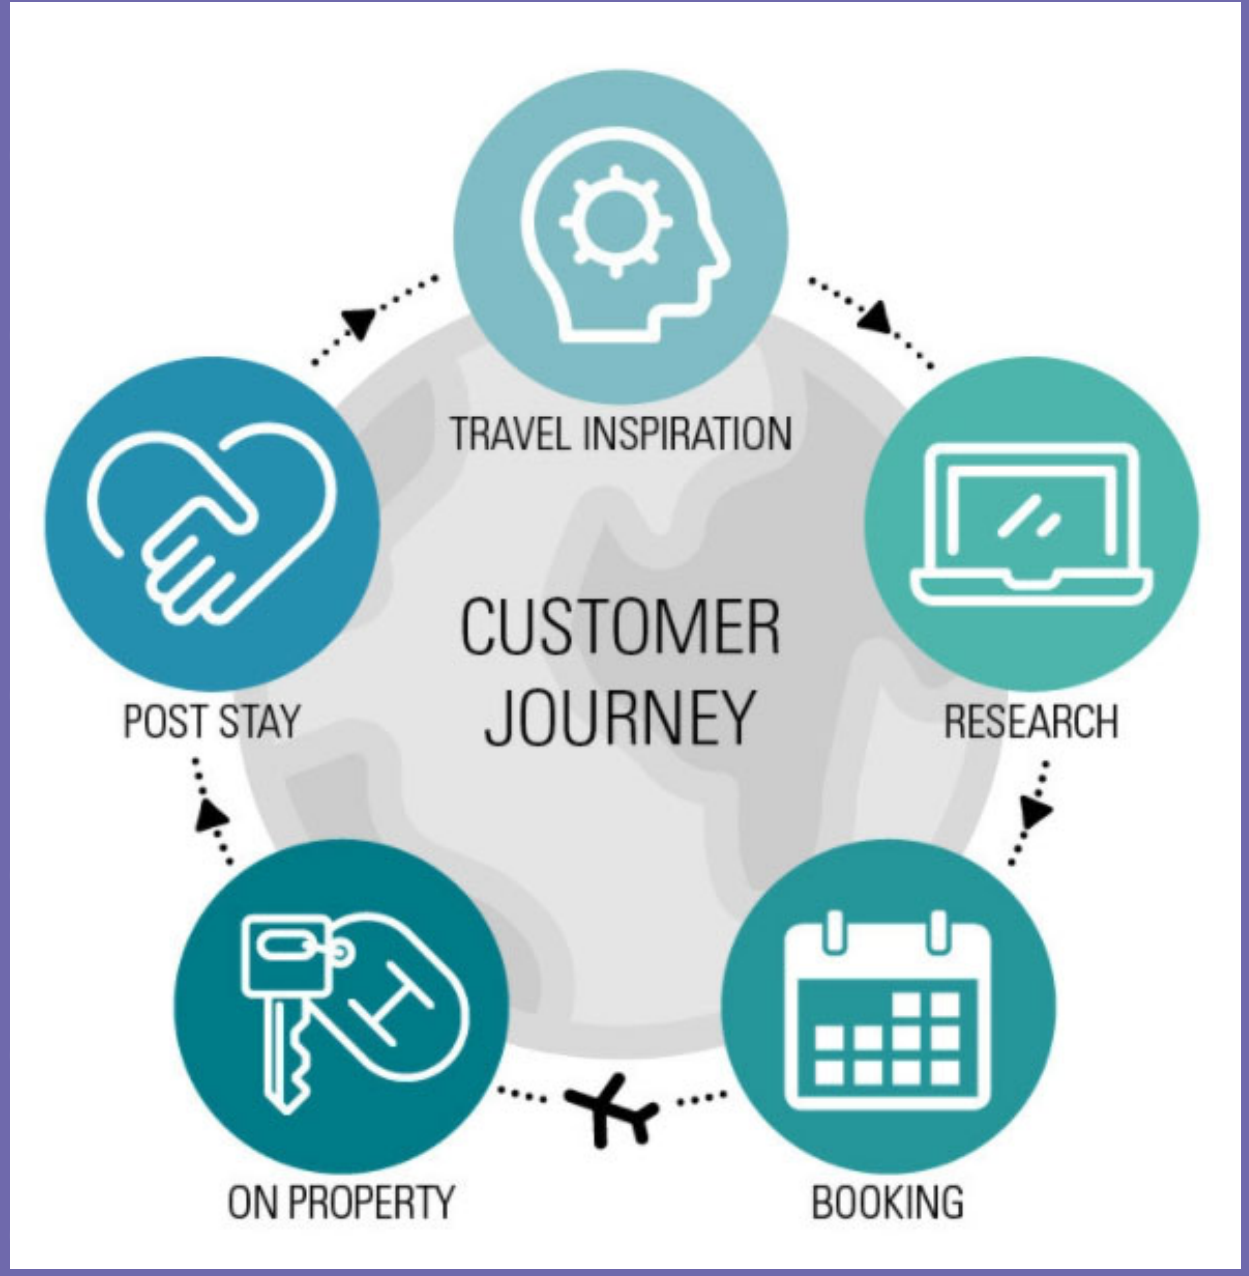 TRAVEL INSPIRATION
CUSTOMER
JOURNEY
POST STAY
RESEARCH
H
ON PROPERTY
BOOKING